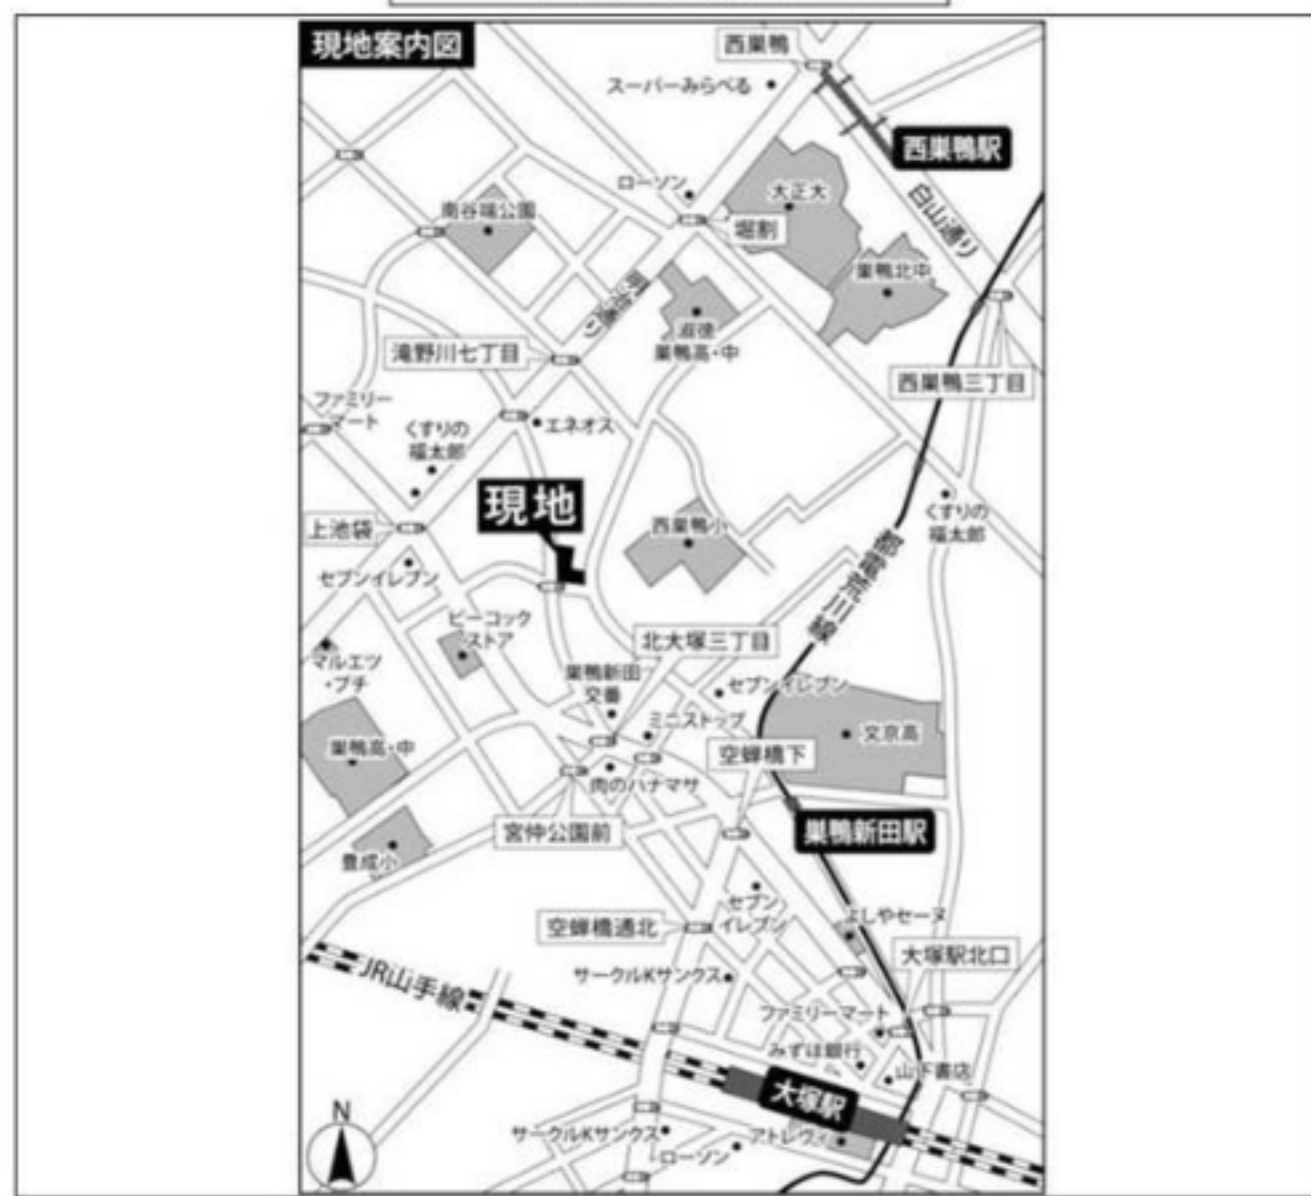 現地案内図
西巣鴨
スーパーみらべる
西巣鴨駅
ローソン
大正大
白山通り
南谷端公園
堀割
巣鴨北中
明治通り
淑徳
巣鴨高・中
滝野川七丁目
西巣鴨三丁目
ファミリー
マート
くすりの
福太郎
エネオス
現地
西巣鴨小
くすりの
福太郎
上池袋
セブンイレブン
都電荒川線
ピーコック
ストア
北大塚三丁目
マルエツ
・プチ
巣鴨新田
交番
セブンイレブン
ミニストップ
文京高
巣鴨高・中
空蝉橋下
肉のハナマサ
宮仲公園前
巣鴨新田駅
豊成小
セブン
イレブン
よしやセーヌ
空蝉橋通北
大塚駅北口
JR山手線
サークルKサンクス
ファミリーマート
みずほ銀行
山下書店
大塚駅
N
サークルKサンクス
アトレヴィ
ローソン